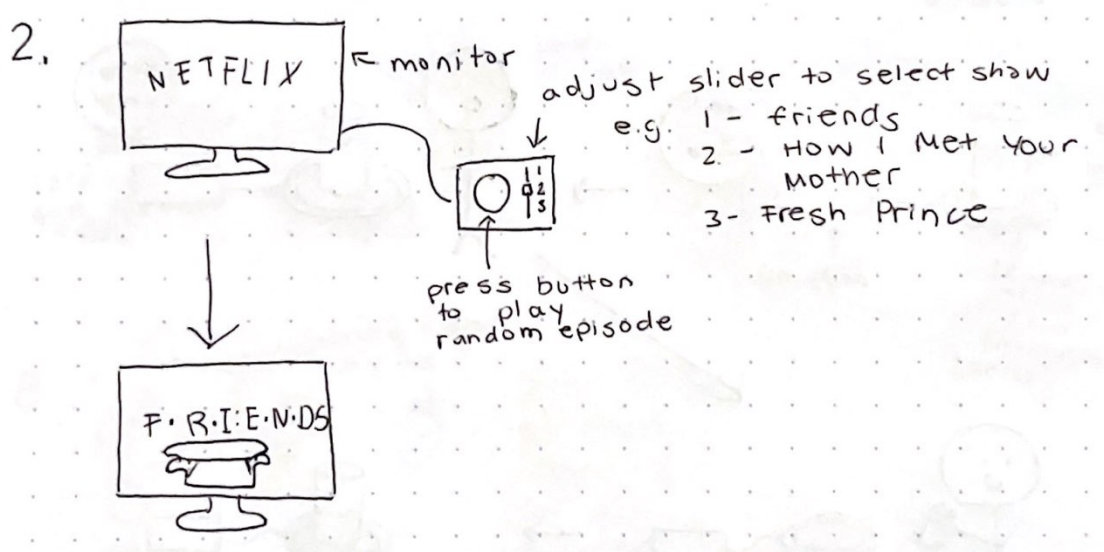 2.
NETFLIX
monitor
adjust slider to select show
e.g. 1 - friends
2 - HOW I Met Your
Mother
3 - Fresh Prince
1
2
3
press button
to play
random episode
F.R.I:E.N.DS